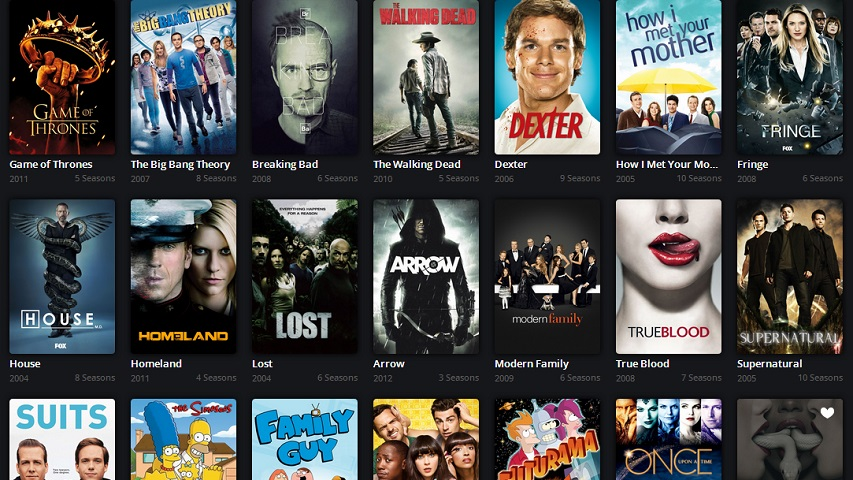 GAME OF
THRONES
THE BIG BANG THEORY
Br
BREA
KING
BAD
Ba
THE
WALKING DEAD
DEXTER
how i
met your
mother
FRINGE
FOX
Game of Thrones
The Big Bang Theory
Breaking Bad
The Walking Dead
Dexter
How I Met Your Mo...
Fringe
2011 5 Seasons
2007 8 Seasons
2008 6 Seasons
2010 5 Seasons
2006 9 Seasons
2005 10 Seasons
2008 6 Seasons
HOUSE M.D.
FOX
HOMELAND
EVERYTHING HAPPENS
FOR A REASON
LOST
ARROW
modern family
TRUEBLOOD
SUPERNATURAL
House
Homeland
Lost
Arrow
Modern Family
True Blood
Supernatural
2004 8 Seasons
2011 4 Seasons
2004 6 Seasons
2012 3 Seasons
2009 6 Seasons
2008 7 Seasons
2005 10 Seasons
SUITS
THE SIMPSONS
FAMILY
GUY
FUTURAMA
ONCE
UPON A TIME